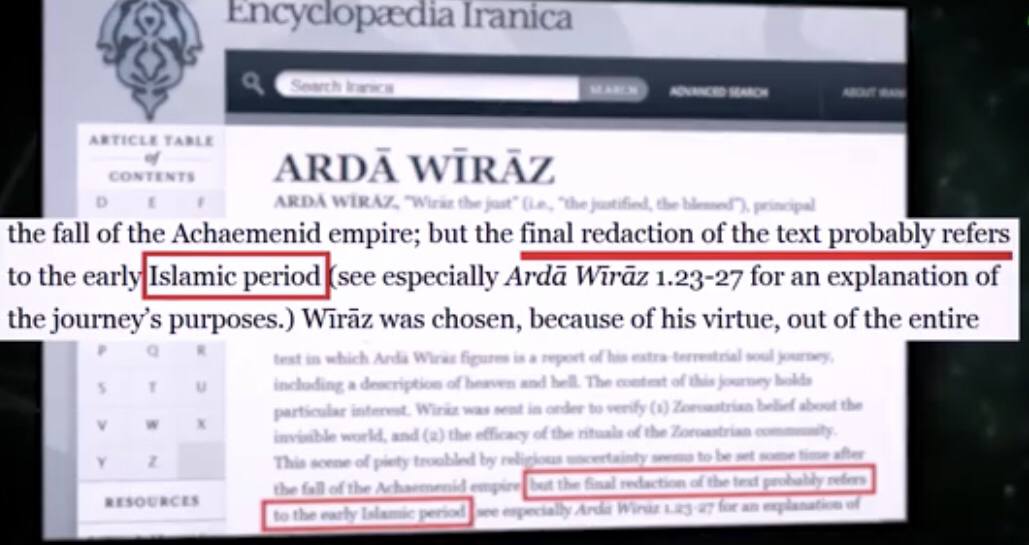 Encyclopædia Iranica
Search Iranica
SEARCH
ADVANCED SEARCH
ABOUT IRAN
ARTICLE TABLE
of
CONTENTS
D E F
ARDĀ WĪRĀZ
ARDĀ WĪRĀZ, "Wirāz the just" (i.e., "the justified, the blessed"), principal
the fall of the Achaemenid empire; but the final redaction of the text probably refers
to the early Islamic period (see especially Ardā Wīrāz 1.23-27 for an explanation of
the journey's purposes.) Wīrāz was chosen, because of his virtue, out of the entire
P Q R
S T U
V W X
Y Z
RESOURCES
text in which Ardā Wirāz figures is a report of his extra-terrestrial soul journey,
including a description of heaven and hell. The context of this journey holds
particular interest. Wirāz was sent in order to verify (1) Zoroastrian belief about the
invisible world, and (2) the efficacy of the rituals of the Zoroastrian community.
This scene of piety troubled by religious uncertainty seems to be set some time after
the fall of the Achaemenid empire but the final redaction of the text probably refers
to the early Islamic period see especially Ardā Wirāz 1.23-27 for an explanation of